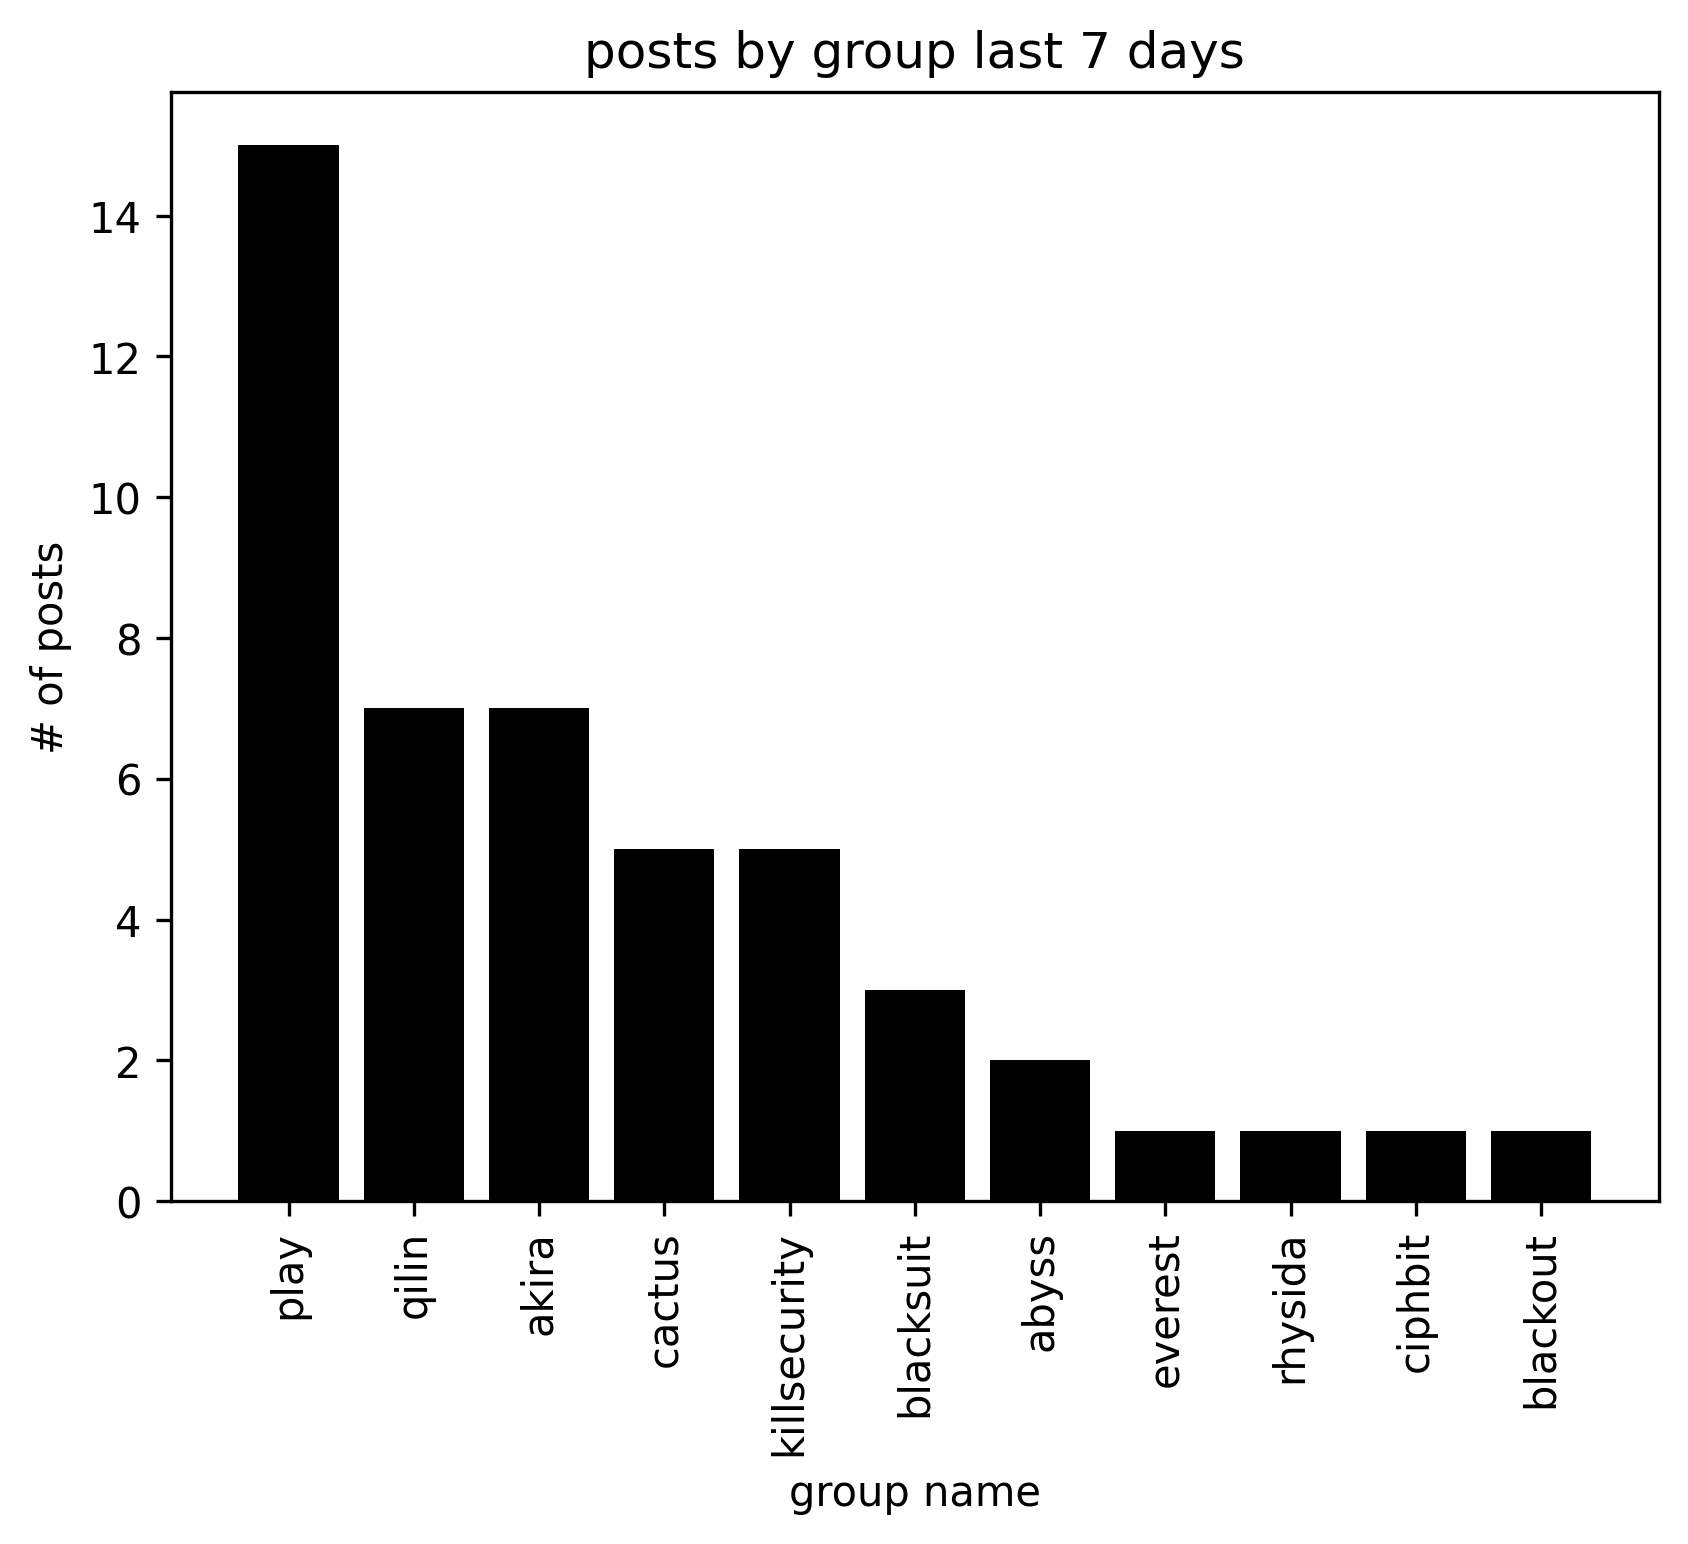 posts by group last 7 days
# of posts
14
12
10
8
6
4
2
0
play
qilin
akira
cactus
killsecurity
blacksuit
abyss
everest
rhysida
ciphbit
blackout
group name